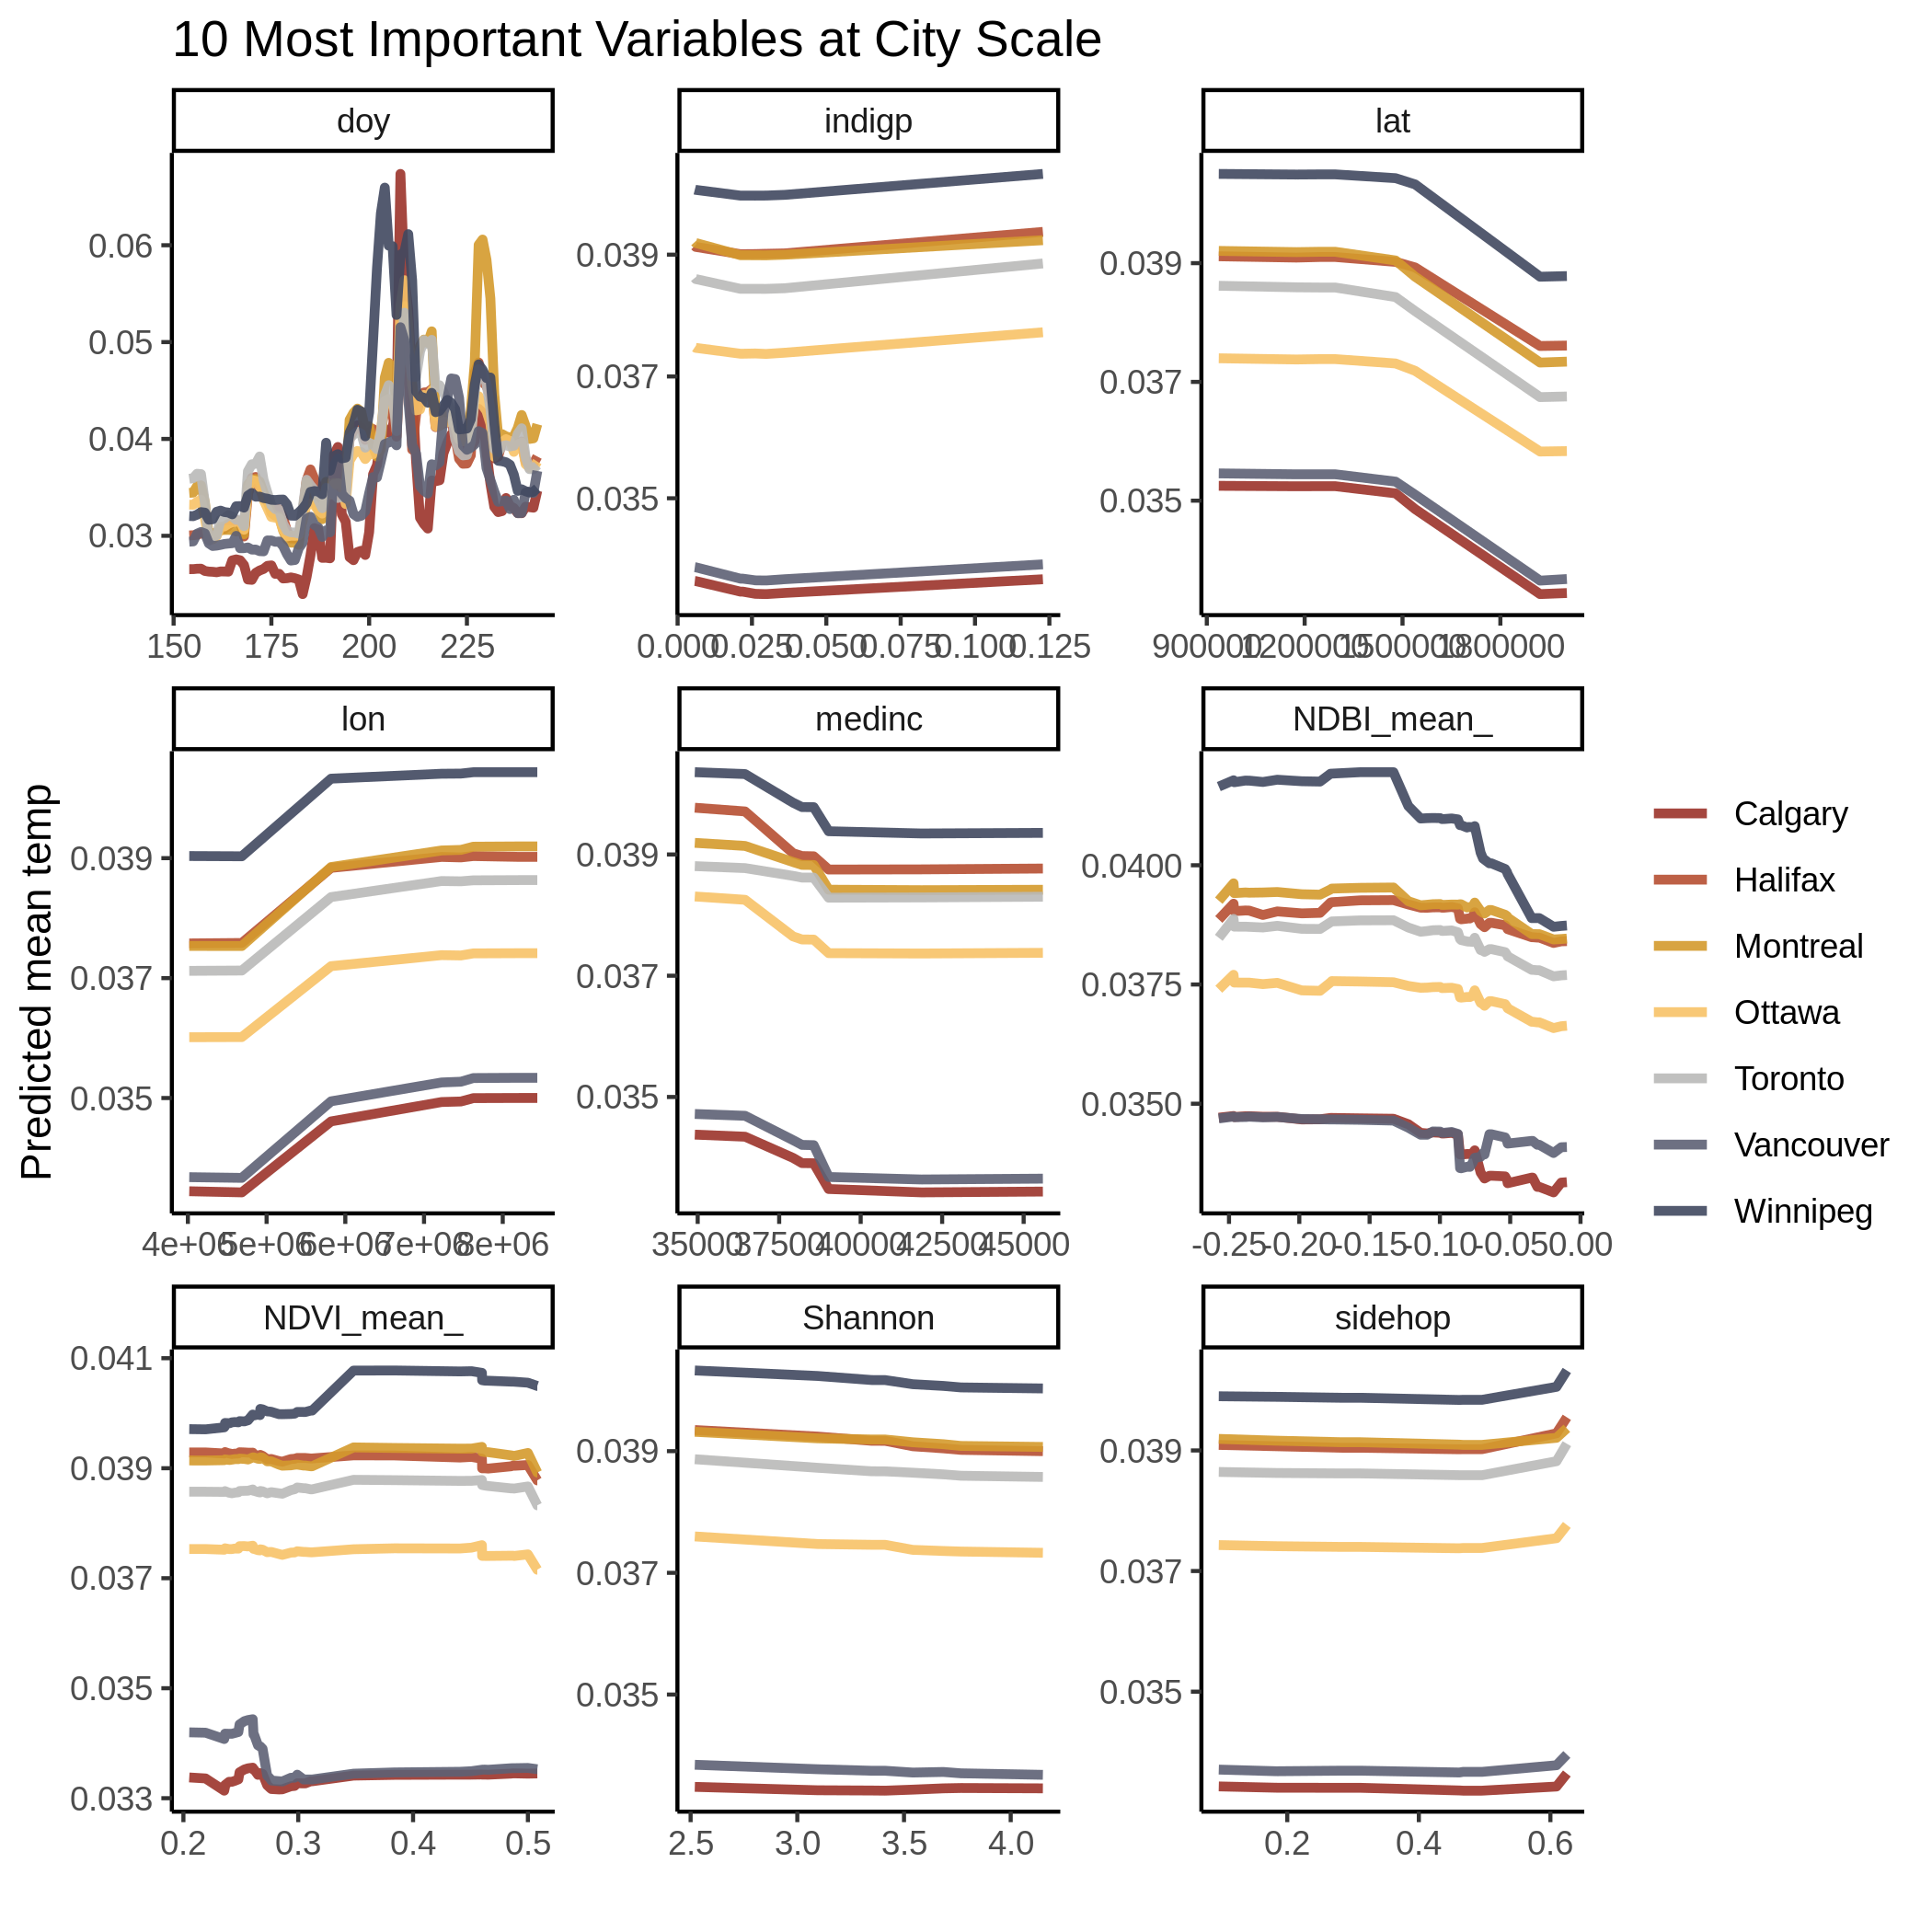 10 Most Important Variables at City Scale
doy
indigp
lat
0.06
0.05
0.04
0.03
150 175 200 225
0.039
0.037
0.035
0.000 0.025 0.050 0.075 0.100 0.125
0.039
0.037
0.035
900000 1200000 1500000 1800000
lon
medinc
NDBI_mean_
Predicted mean temp
0.039
0.037
0.035
4e+06 5e+06 6e+06 7e+06 8e+06
0.039
0.037
0.035
35000 37500 40000 42500 45000
0.0400
0.0375
0.0350
-0.25 -0.20 -0.15 -0.10 -0.05 0.00
Calgary
Halifax
Montreal
Ottawa
Toronto
Vancouver
Winnipeg
NDVI_mean_
Shannon
sidehop
0.041
0.039
0.037
0.035
0.033
0.2 0.3 0.4 0.5
0.039
0.037
0.035
2.5 3.0 3.5 4.0
0.039
0.037
0.035
0.2 0.4 0.6